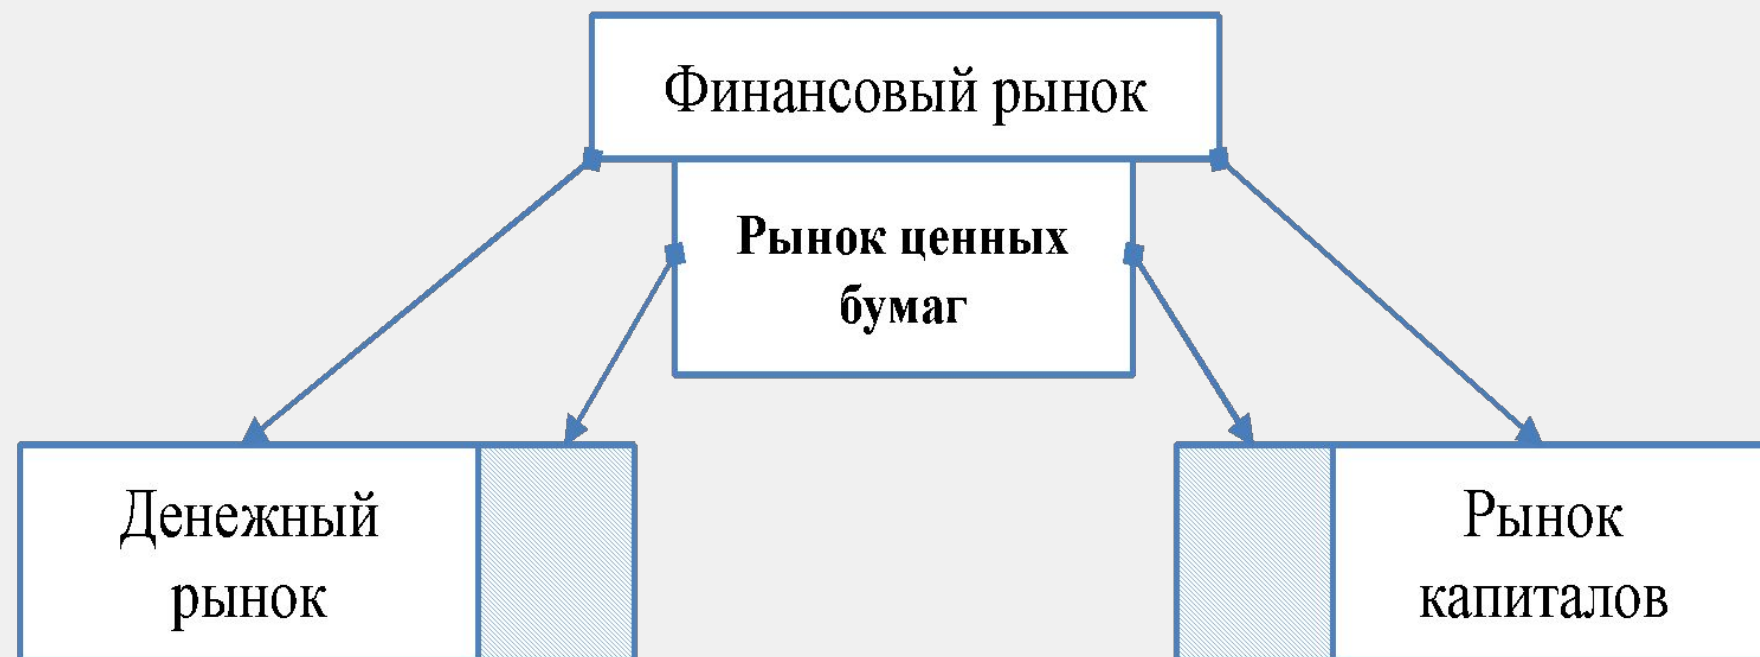 Финансовый рынок
Рынок ценных
бумаг
Денежный
рынок
Рынок
капиталов